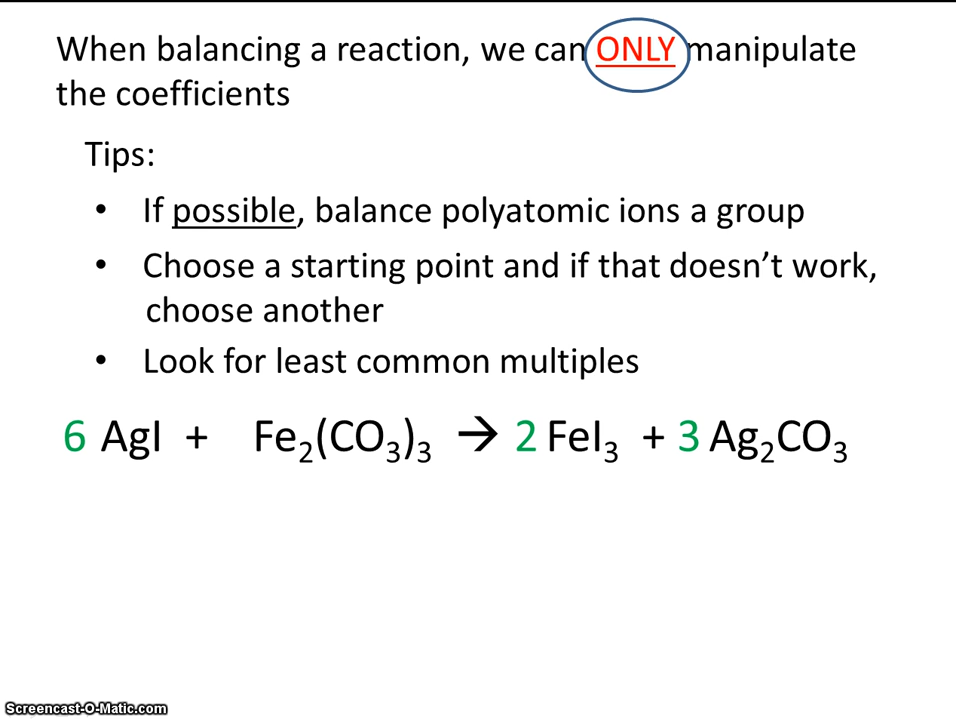 When balancing a reaction, we can ONLY manipulate
the coefficients
Tips:
• If possible, balance polyatomic ions a group
• Choose a starting point and if that doesn’t work,
choose another
• Look for least common multiples
6 AgI + Fe₂(CO₃)₃ → 2 FeI₃ + 3 Ag₂CO₃
Screencast-O-Matic.com